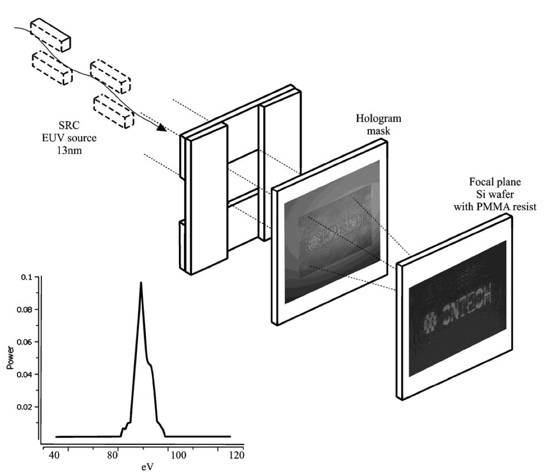 SRC
EUV source
13nm
Hologram
mask
Focal plane
Si wafer
with PMMA resist
CNTECH
CNTECH
0.1
0.08
0.06
0.04
0.02
Power
40
60
80
100
120
eV